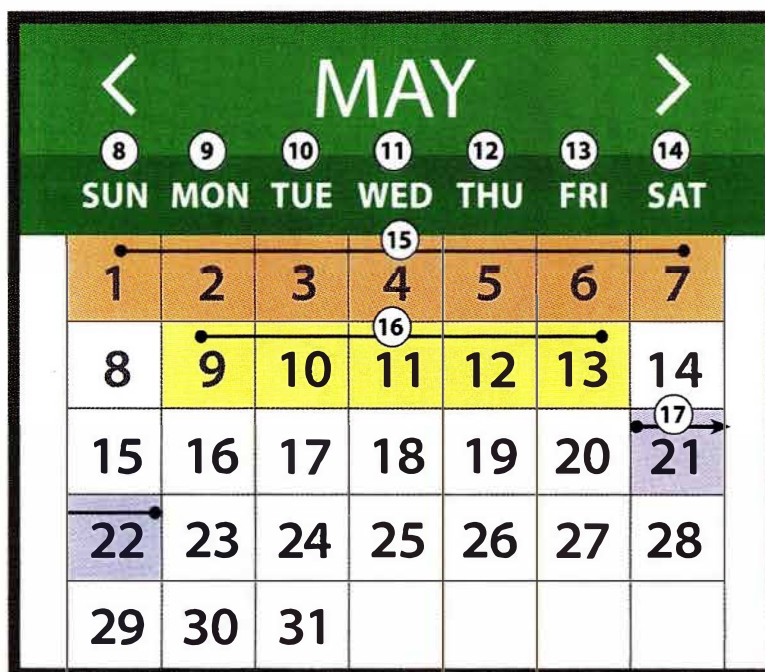 < MAY >
8 9 10 11 12 13 14
SUN MON TUE WED THU FRI SAT
15
1 2 3 4 5 6 7
16
8 9 10 11 12 13 14
17
15 16 17 18 19 20 21
22 23 24 25 26 27 28
29 30 31